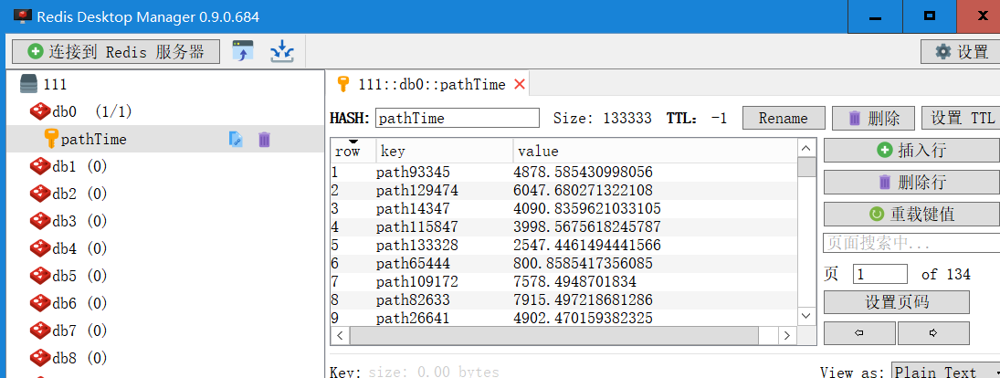 Redis Desktop Manager 0.9.0.684
连接到 Redis 服务器
设置
111
db0 (1/1)
pathTime
db1 (0)
db2 (0)
db3 (0)
db4 (0)
db5 (0)
db6 (0)
db7 (0)
db8 (0)
111::db0::pathTime
HASH: pathTime Size: 133333 TTL: -1 Rename 删除 设置 TTL
row key value
1 path93345 4878.585430998056
2 path129474 6047.680271322108
3 path14347 4090.8359621033105
4 path115847 3998.5675618245787
5 path133328 2547.4461494441566
6 path65444 800.8585417356085
7 path109172 7578.4948701834
8 path82633 7915.497218681286
9 path26641 4902.470159382325
插入行
删除行
重载键值
页面搜索中...
页 1 of 134
设置页码
Key: size: 0.00 bytes
View as: Plain Text